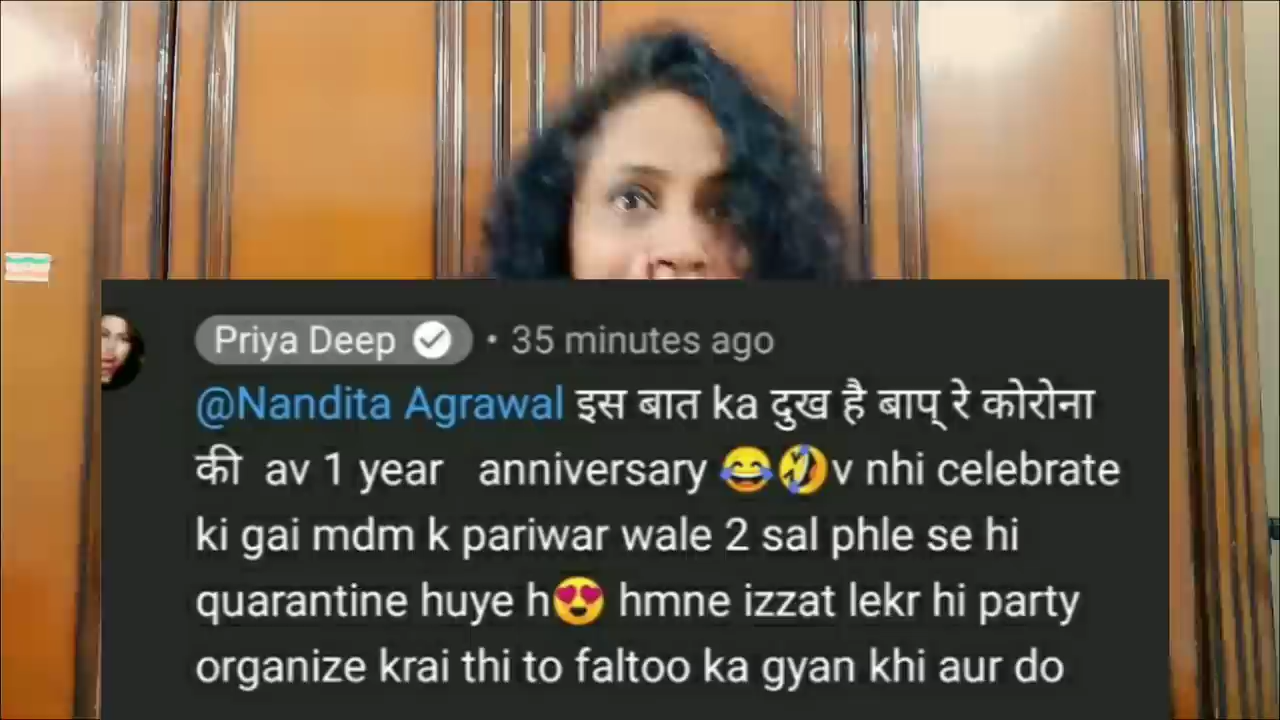 Priya Deep • 35 minutes ago
@Nandita Agrawal इस बात ka दुख है बाप् रे कोरोना
की av 1 year anniversary 😂🤣v nhi celebrate
ki gai mdm k pariwar wale 2 sal phle se hi
quarantine huye h😍 hmne izzat lekr hi party
organize krai thi to faltoo ka gyan khi aur do